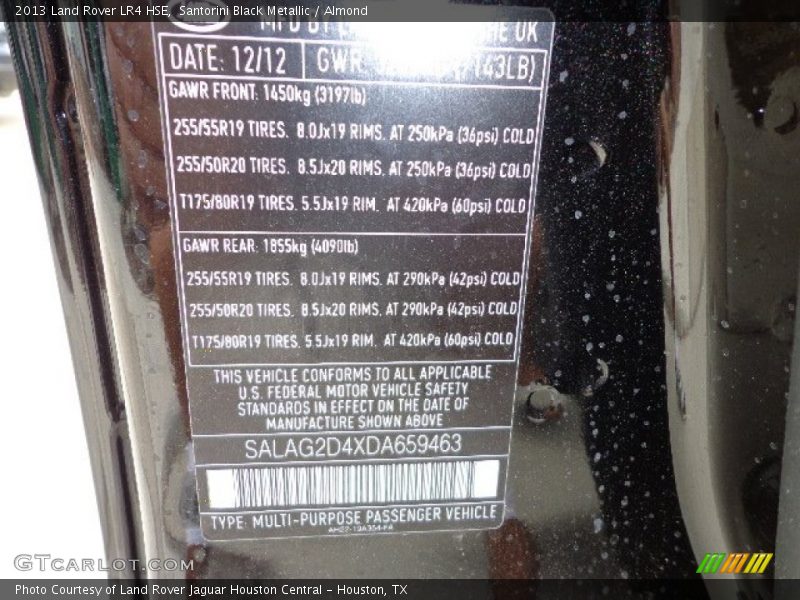 2013 Land Rover LR4 HSE, Santorini Black Metallic / Almond
MFD BY HE UK
DATE: 12/12 GWR 143LB)
GAWR FRONT: 1450kg (3197lb)
255/55R19 TIRES. 8.0Jx19 RIMS. AT 250kPa (36psi) COLD
255/50R20 TIRES. 8.5Jx20 RIMS. AT 250kPa (36psi) COLD
T175/80R19 TIRES. 5.5Jx19 RIM. AT 420kPa (60psi) COLD
GAWR REAR: 1855kg (4090lb)
255/55R19 TIRES. 8.0Jx19 RIMS. AT 290kPa (42psi) COLD
255/50R20 TIRES. 8.5Jx20 RIMS. AT 290kPa (42psi) COLD
T175/80R19 TIRES. 5.5Jx19 RIM. AT 420kPa (60psi) COLD
THIS VEHICLE CONFORMS TO ALL APPLICABLE
U.S. FEDERAL MOTOR VEHICLE SAFETY
STANDARDS IN EFFECT ON THE DATE OF
MANUFACTURE SHOWN ABOVE
SALAG2D4XDA659463
TYPE: MULTI-PURPOSE PASSENGER VEHICLE
GTCarlot.com
Photo Courtesy of Land Rover Jaguar Houston Central - Houston, TX